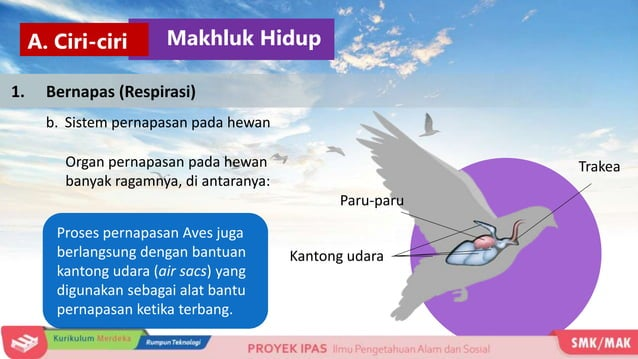 A. Ciri-ciri
Makhluk Hidup
1. Bernapas (Respirasi)
b. Sistem pernapasan pada hewan
Organ pernapasan pada hewan
banyak ragamnya, di antaranya:
Proses pernapasan Aves juga
berlangsung dengan bantuan
kantong udara (air sacs) yang
digunakan sebagai alat bantu
pernapasan ketika terbang.
Trakea
Paru-paru
Kantong udara
Kurikulum Merdeka
Rumpun Teknologi
PROYEK IPAS Ilmu Pengetahuan Alam dan Sosial
SMK/MAK